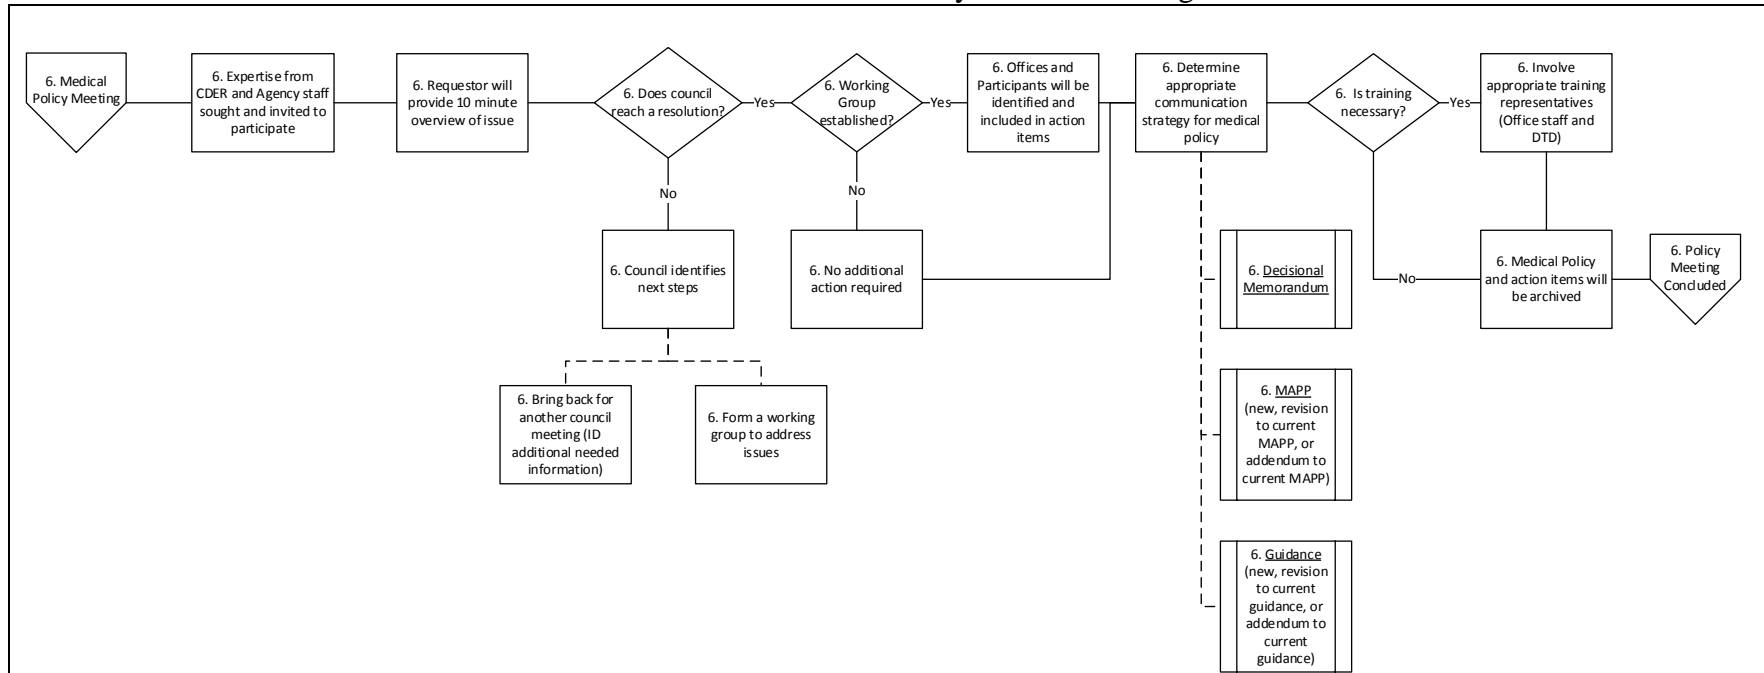 6. Medical
Policy Meeting
6. Expertise from
CDER and Agency staff
sought and invited to
participate
6. Requestor will
provide 10 minute
overview of issue
6. Does council
reach a resolution?
Yes
No
6. Working
Group
established?
Yes
No
6. Offices and
Participants will be
identified and
included in action
items
6. Determine
appropriate
communication
strategy for medical
policy
6. Is training
necessary?
Yes
No
6. Involve
appropriate training
representatives
(Office staff and
DTD)
6. Council identifies
next steps
6. No additional
action required
6. Decisional
Memorandum
6. Medical Policy
and action items will
be archived
6. Policy
Meeting
Concluded
6. Bring back for
another council
meeting (ID
additional needed
information)
6. Form a working
group to address
issues
6. MAPP
(new, revision
to current
MAPP, or
addendum to
current MAPP)
6. Guidance
(new, revision
to current
guidance, or
addendum to
current
guidance)